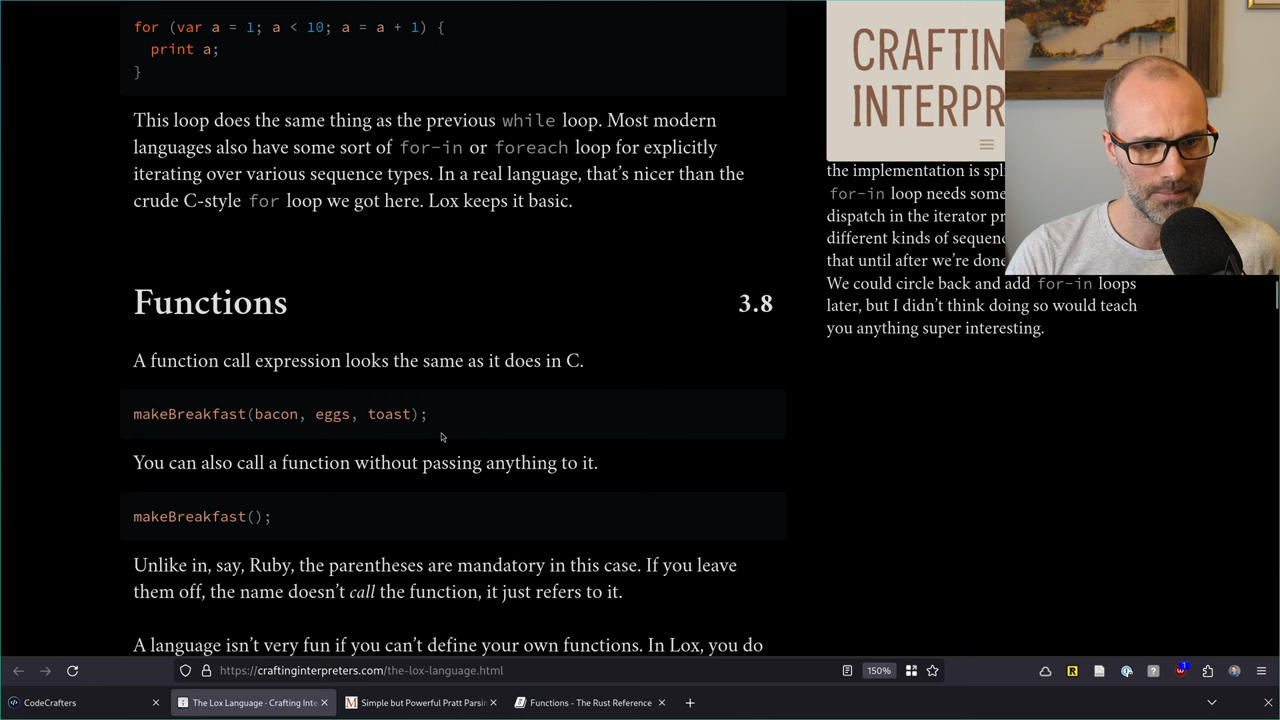 for (var a = 1; a < 10; a = a + 1) {
print a;
}
This loop does the same thing as the previous while loop. Most modern
languages also have some sort of for-in or foreach loop for explicitly
iterating over various sequence types. In a real language, that’s nicer than the
crude C-style for loop we got here. Lox keeps it basic.
CRAFTIN
INTERPR
the implementation is spl
for-in loop needs some
dispatch in the iterator pr
different kinds of sequenc
that until after we’re done
We could circle back and add for-in loops
later, but I didn’t think doing so would teach
you anything super interesting.
Functions 3.8
A function call expression looks the same as it does in C.
makeBreakfast(bacon, eggs, toast);
You can also call a function without passing anything to it.
makeBreakfast();
Unlike in, say, Ruby, the parentheses are mandatory in this case. If you leave
them off, the name doesn’t call the function, it just refers to it.
A language isn’t very fun if you can’t define your own functions. In Lox, you do
https://craftinginterpreters.com/the-lox-language.html 150%
CodeCrafters
The Lox Language · Crafting Inte
Simple but Powerful Pratt Parsin
Functions - The Rust Reference